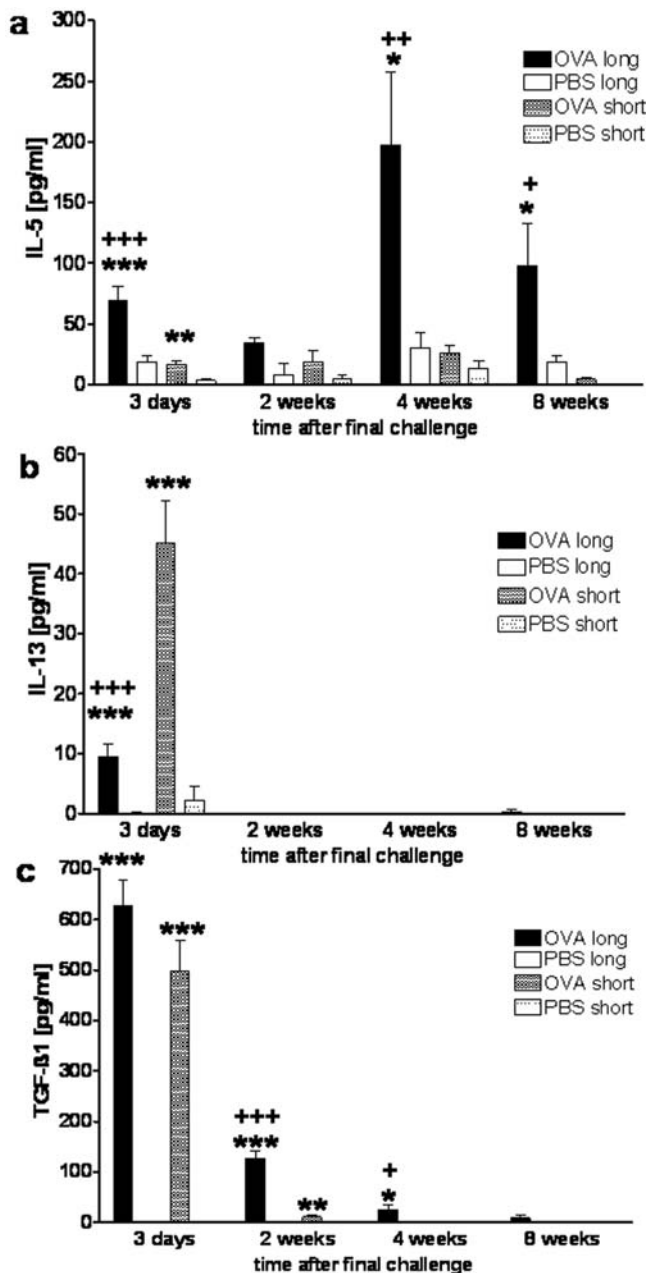 a
IL-5 [pg/ml]
300
250
200
150
100
50
0
+++
***
**
++
*
+
*
OVA long
PBS long
OVA short
PBS short
3 days 2 weeks 4 weeks 8 weeks
time after final challenge
b
IL-13 [pg/ml]
60
50
40
30
20
10
0
+++
***
***
OVA long
PBS long
OVA short
PBS short
3 days 2 weeks 4 weeks 8 weeks
time after final challenge
c
TGF-ß1 [pg/ml]
700
600
500
400
300
200
100
0
***
***
+++
***
**
+
*
OVA long
PBS long
OVA short
PBS short
3 days 2 weeks 4 weeks 8 weeks
time after final challenge